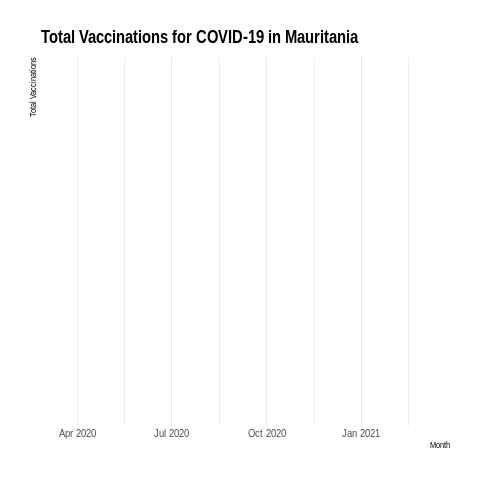 Total Vaccinations for COVID-19 in Mauritania
Total Vaccinations
Apr 2020
Jul 2020
Oct 2020
Jan 2021
Month